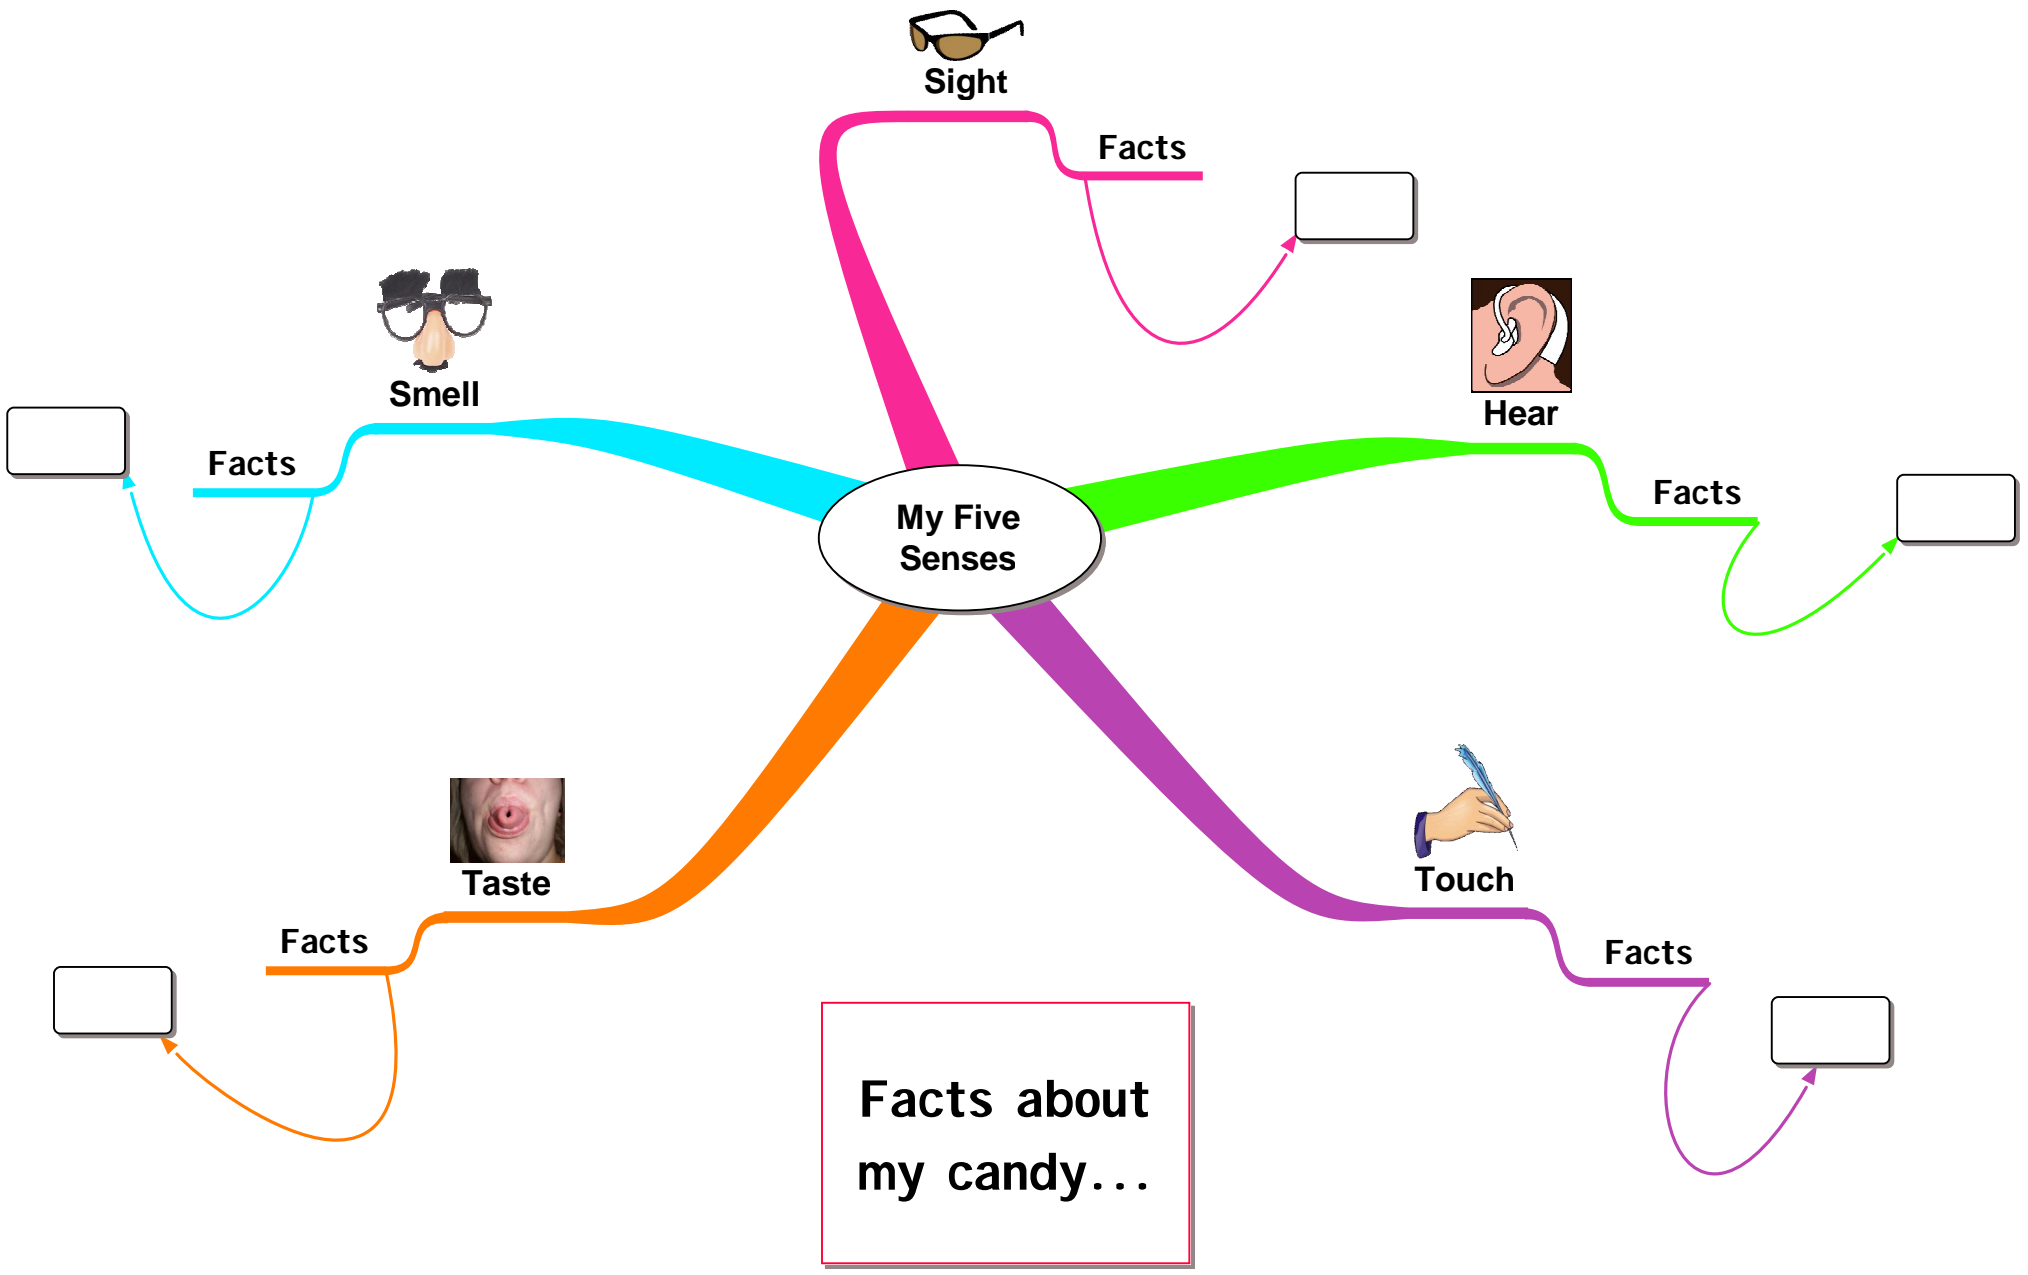 Sight
Facts
Smell
Facts
Hear
Facts
My Five
Senses
Taste
Facts
Touch
Facts
Facts about
my candy...